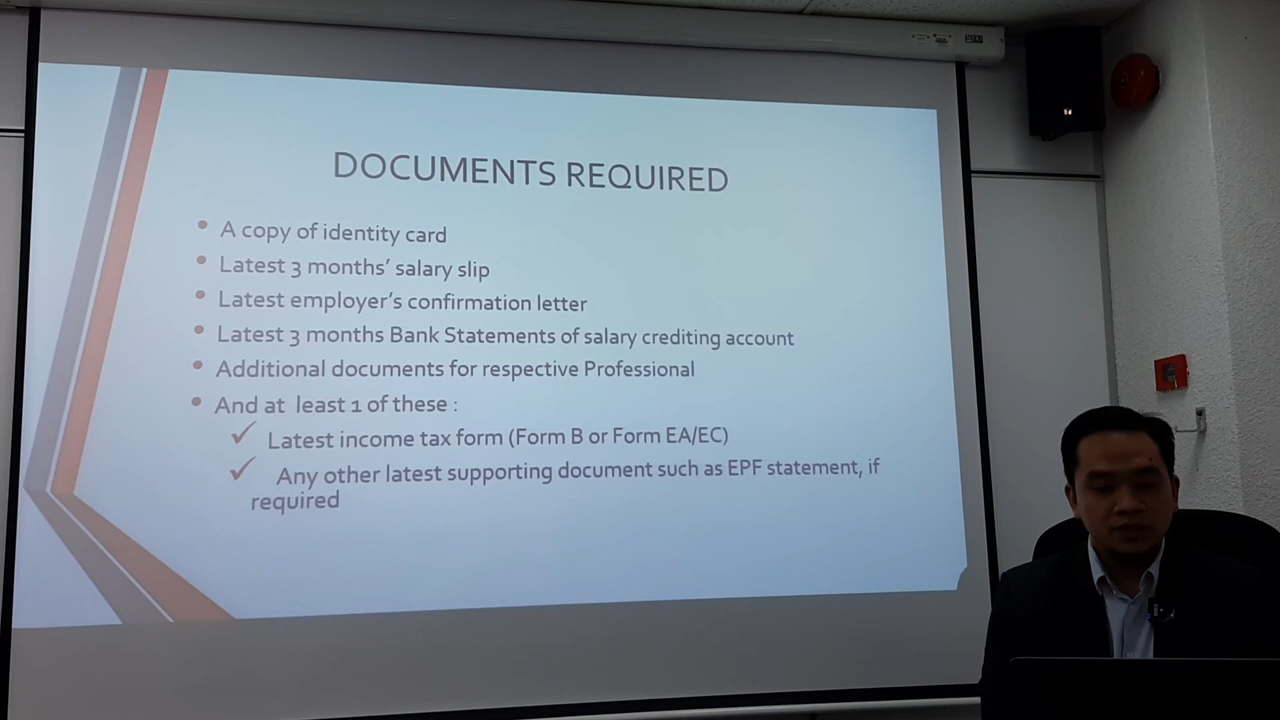 DOCUMENTS REQUIRED
• A copy of identity card
• Latest 3 months’ salary slip
• Latest employer’s confirmation letter
• Latest 3 months Bank Statements of salary crediting account
• Additional documents for respective Professional
• And at least 1 of these :
✓ Latest income tax form (Form B or Form EA/EC)
✓ Any other latest supporting document such as EPF statement, if
required